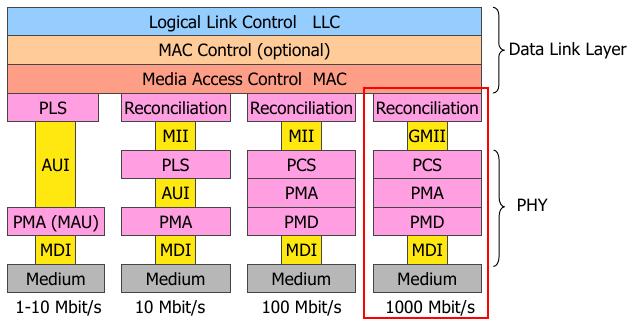 Logical Link Control LLC
MAC Control (optional)
Data Link Layer
Media Access Control MAC
PLS Reconciliation Reconciliation Reconciliation
MII MII GMII
AUI PLS PCS PCS
AUI PMA PMA
PHY
PMA (MAU) PMA PMD PMD
MDI MDI MDI MDI
Medium Medium Medium Medium
1-10 Mbit/s 10 Mbit/s 100 Mbit/s 1000 Mbit/s